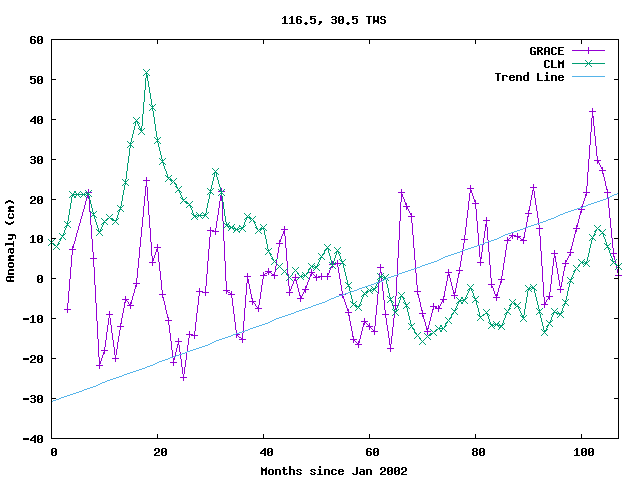 116.5, 30.5 TWS
GRACE
CLM
Trend Line
60
50
40
30
20
10
0
-10
-20
-30
-40
Anomaly (cm)
0 20 40 60 80 100
Months since Jan 2002